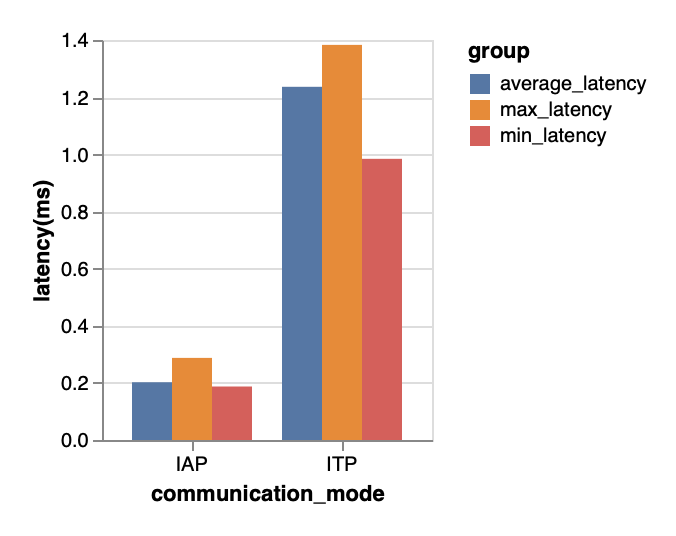 1.4
1.2
1.0
0.8
0.6
0.4
0.2
0.0
latency(ms)
IAP
ITP
communication_mode
group
average_latency
max_latency
min_latency